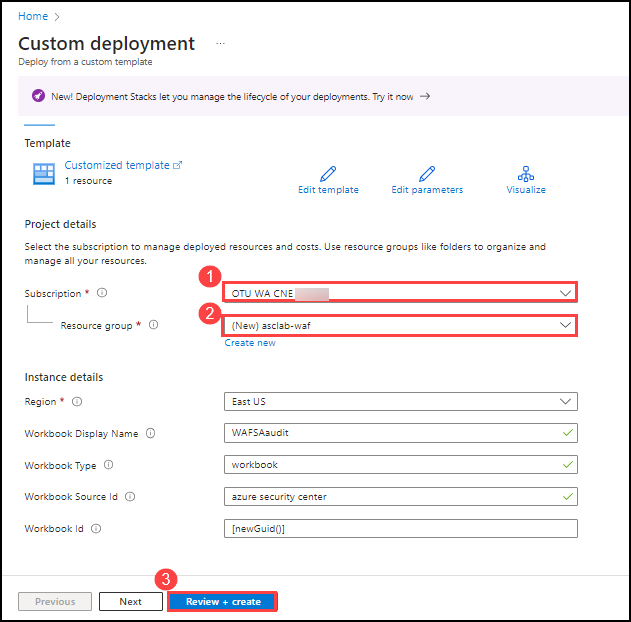 Home >
Custom deployment ...
Deploy from a custom template
New! Deployment Stacks let you manage the lifecycle of your deployments. Try it now →
Template
Customized template
1 resource
Edit template
Edit parameters
Visualize
Project details
Select the subscription to manage deployed resources and costs. Use resource groups like folders to organize and
manage all your resources.
1
Subscription *
OTU WA CNE
2
Resource group *
(New) asclab-waf
Create new
Instance details
Region *
East US
Workbook Display Name
WAFSAaudit
Workbook Type
workbook
Workbook Source Id
azure security center
Workbook Id
[newGuid()]
3
Previous
Next
Review + create